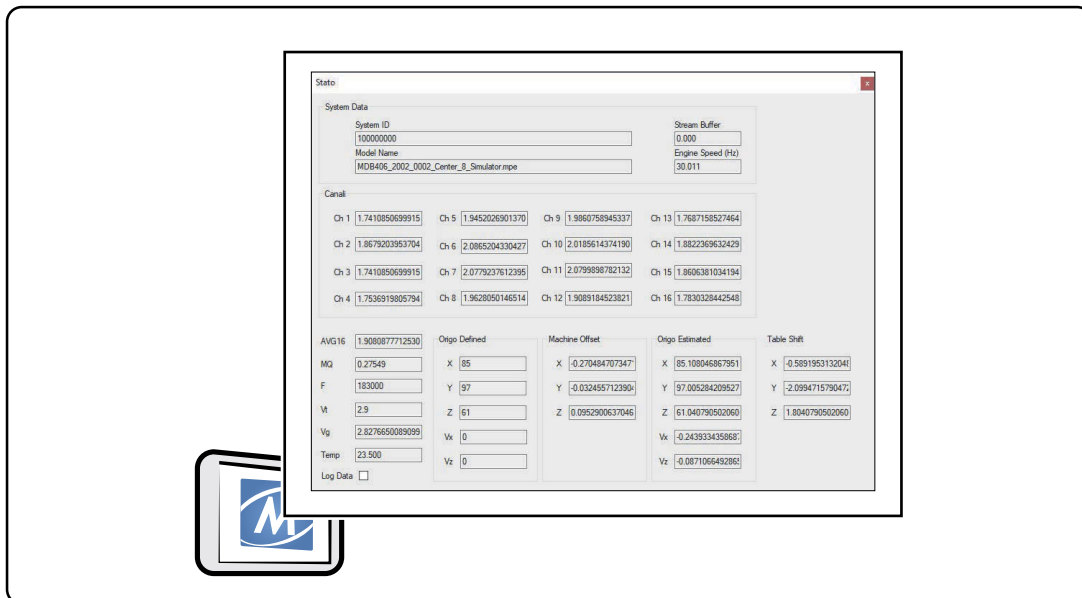 Stato
x
System Data
System ID
100000000
Stream Buffer
0.000
Model Name
MDB406_2002_0002_Center_8_Simulator.mpe
Engine Speed (Hz)
30.011
Canali
Ch 1 1.7410850699915 Ch 5 1.9452026901370 Ch 9 1.9860758945337 Ch 13 1.7687158527464
Ch 2 1.8679203953704 Ch 6 2.0865204330427 Ch 10 2.0185614374190 Ch 14 1.8822369632429
Ch 3 1.7410850699915 Ch 7 2.0779237612395 Ch 11 2.0799898782132 Ch 15 1.8606381034194
Ch 4 1.7536919805794 Ch 8 1.9628050146514 Ch 12 1.9089184523821 Ch 16 1.7830328442548
AVG16 1.9080877712530
MQ 0.27549
F 183000
Vt 2.9
Vg 2.8276650089099
Temp 23.500
Log Data
Origo Defined
X 85
Y 97
Z 61
Vx 0
Vz 0
Machine Offset
X -0.270484707347
Y -0.032455712390
Z 0.0952900637046
Origo Estimated
X 85.108046867951
Y 97.005284209527
Z 61.040790502060
Vx -0.24393343586
Vz -0.087106649286
Table Shift
X -0.589195313204
Y -2.09947157904
Z 1.8040790502060
M